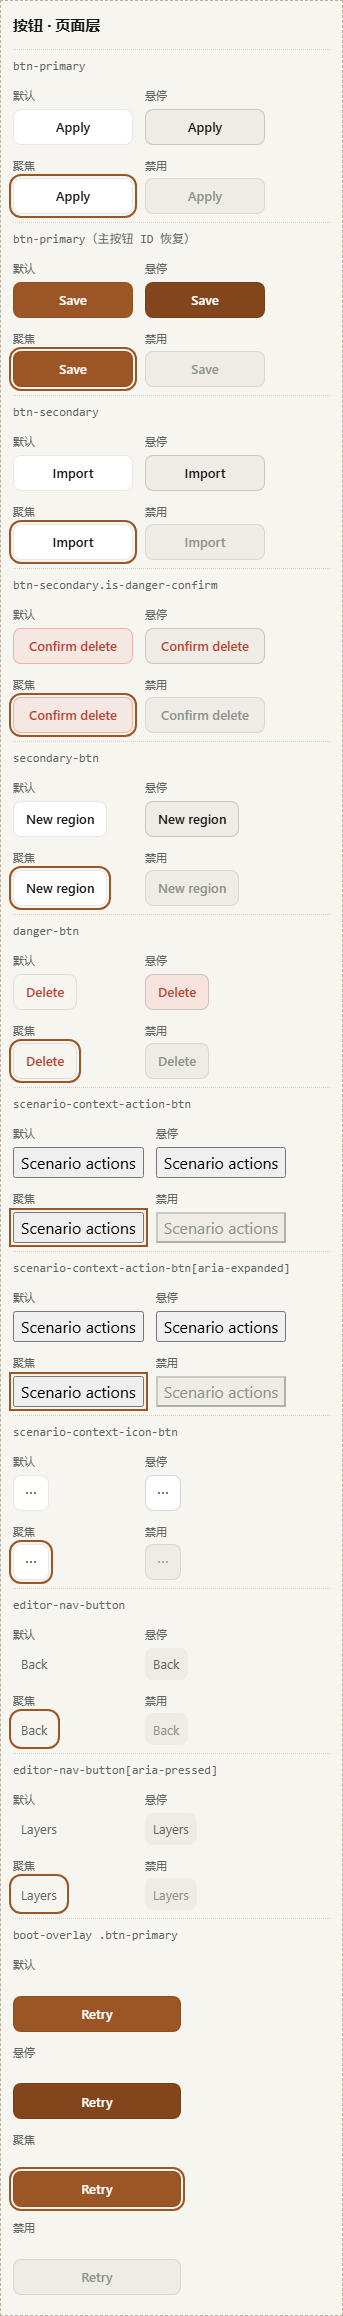 按钮 · 页面层
btn-primary
默认 悬停
Apply Apply
聚焦 禁用
Apply Apply
btn-primary（主按钮 ID 恢复）
默认 悬停
Save Save
聚焦 禁用
Save Save
btn-secondary
默认 悬停
Import Import
聚焦 禁用
Import Import
btn-secondary.is-danger-confirm
默认 悬停
Confirm delete Confirm delete
聚焦 禁用
Confirm delete Confirm delete
secondary-btn
默认 悬停
New region New region
聚焦 禁用
New region New region
danger-btn
默认 悬停
Delete Delete
聚焦 禁用
Delete Delete
scenario-context-action-btn
默认 悬停
Scenario actions Scenario actions
聚焦 禁用
Scenario actions Scenario actions
scenario-context-action-btn[aria-expanded]
默认 悬停
Scenario actions Scenario actions
聚焦 禁用
Scenario actions Scenario actions
scenario-context-icon-btn
默认 悬停
… …
聚焦 禁用
… …
editor-nav-button
默认 悬停
Back Back
聚焦 禁用
Back Back
editor-nav-button[aria-pressed]
默认 悬停
Layers Layers
聚焦 禁用
Layers Layers
boot-overlay .btn-primary
默认
Retry
悬停
Retry
聚焦
Retry
禁用
Retry